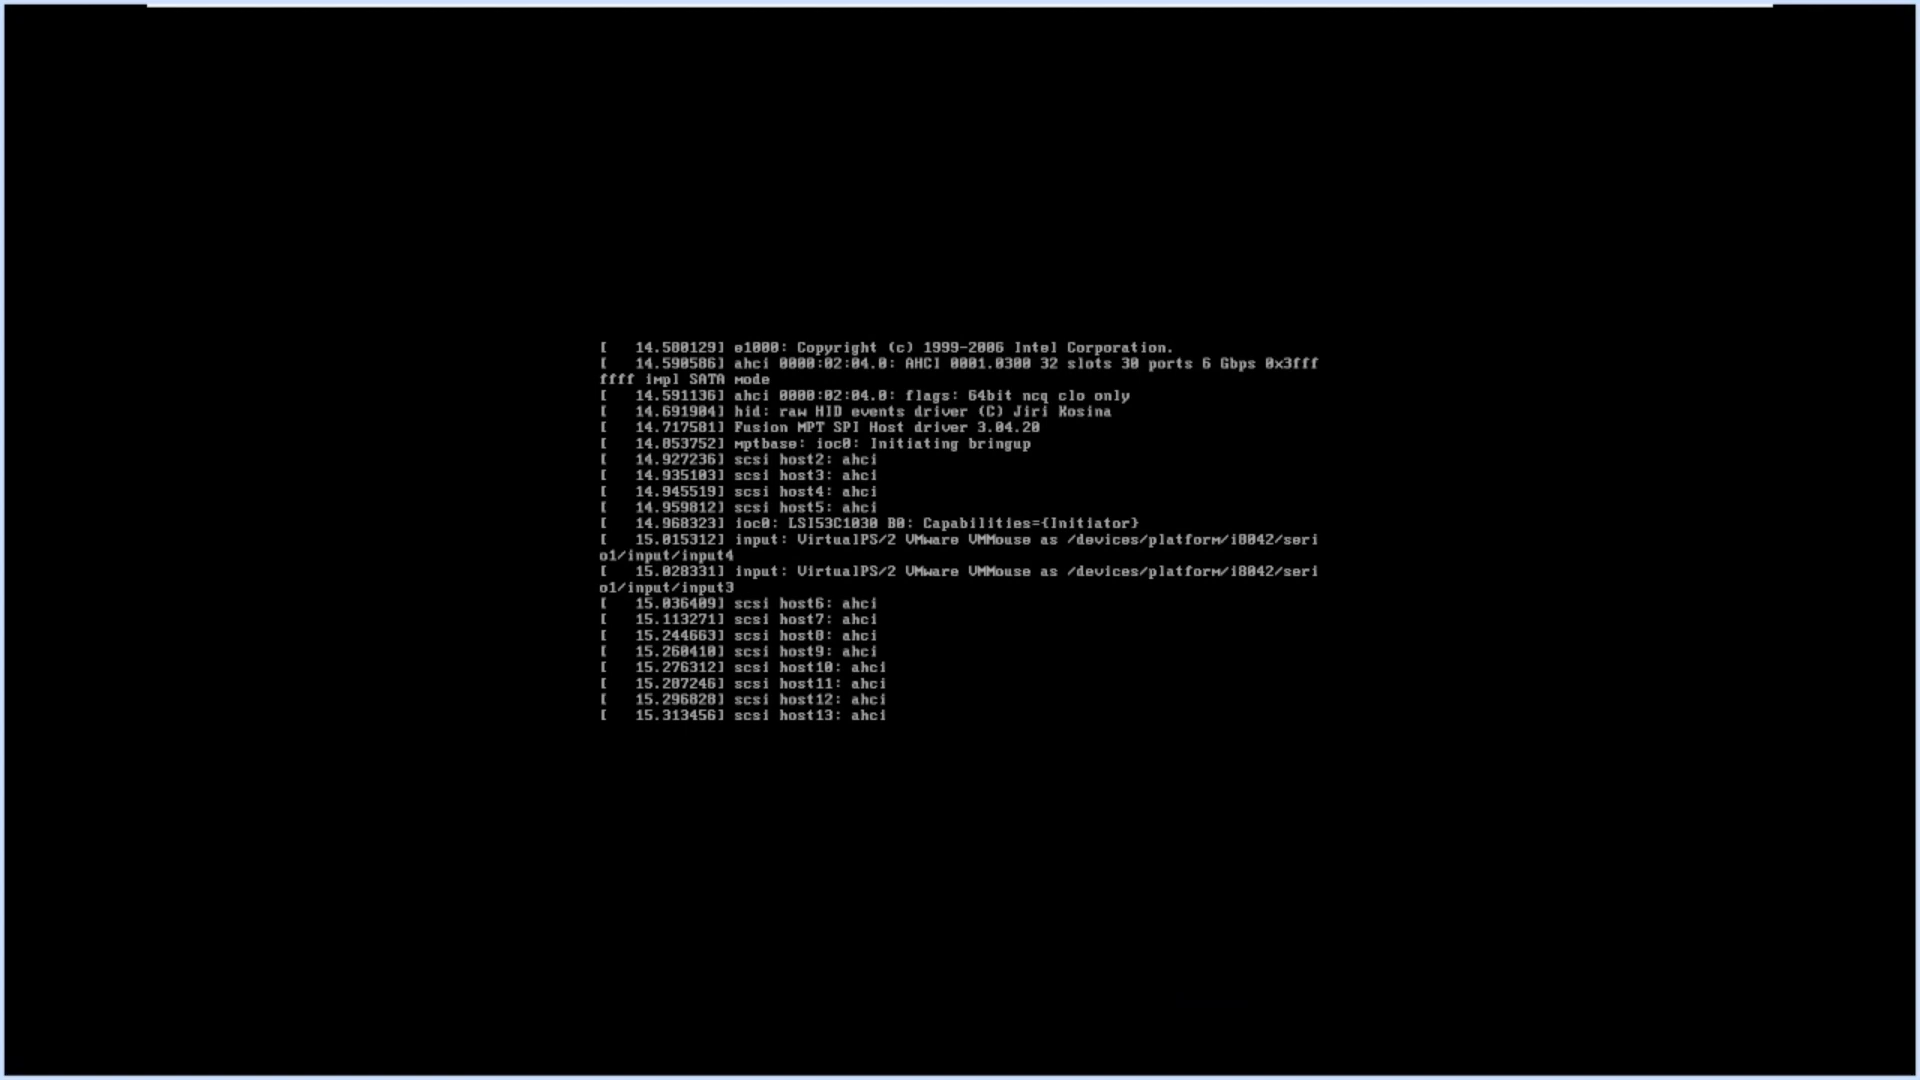 [   14.580129] e1000: Copyright (c) 1999-2006 Intel Corporation.
[   14.590586] ahci 0000:02:04.0: AHCI 0001.0300 32 slots 30 ports 6 Gbps 0x3fff
ffff impl SATA mode
[   14.591136] ahci 0000:02:04.0: flags: 64bit ncq clo only
[   14.691904] hid: raw HID events driver (C) Jiri Kosina
[   14.717581] Fusion MPT SPI Host driver 3.04.20
[   14.853752] mptbase: ioc0: Initiating bringup
[   14.927236] scsi host2: ahci
[   14.935103] scsi host3: ahci
[   14.945519] scsi host4: ahci
[   14.959812] scsi host5: ahci
[   14.968323] ioc0: LSI53C1030 B0: Capabilities={Initiator}
[   15.015312] input: VirtualPS/2 VMware VMMouse as /devices/platform/i8042/seri
o1/input/input4
[   15.028331] input: VirtualPS/2 VMware VMMouse as /devices/platform/i8042/seri
o1/input/input3
[   15.036409] scsi host6: ahci
[   15.113271] scsi host7: ahci
[   15.244663] scsi host8: ahci
[   15.260410] scsi host9: ahci
[   15.276312] scsi host10: ahci
[   15.287246] scsi host11: ahci
[   15.296828] scsi host12: ahci
[   15.313456] scsi host13: ahci